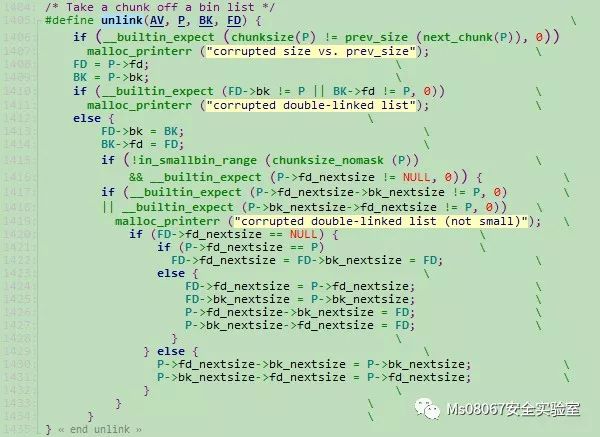 1404: /* Take a chunk off a bin list */
1405: #define unlink(AV, P, BK, FD) { \
1406: if (__builtin_expect (chunksize(P) != prev_size (next_chunk(P)), 0)) \
1407: malloc_printerr ("corrupted size vs. prev_size"); \
1408: FD = P->fd; \
1409: BK = P->bk; \
1410: if (__builtin_expect (FD->bk != P || BK->fd != P, 0)) \
1411: malloc_printerr ("corrupted double-linked list"); \
1412: else { \
1413: FD->bk = BK; \
1414: BK->fd = FD; \
1415: if (!in_smallbin_range (chunksize_nomask (P)) \
1416: && __builtin_expect (P->fd_nextsize != NULL, 0)) { \
1417: if (__builtin_expect (P->fd_nextsize->bk_nextsize != P, 0) \
1418: || __builtin_expect (P->bk_nextsize->fd_nextsize != P, 0)) \
1419: malloc_printerr ("corrupted double-linked list (not small)"); \
1420: if (FD->fd_nextsize == NULL) { \
1421: if (P->fd_nextsize == P) \
1422: FD->fd_nextsize = FD->bk_nextsize = FD; \
1423: else { \
1424: FD->fd_nextsize = P->fd_nextsize; \
1425: FD->bk_nextsize = P->bk_nextsize; \
1426: P->fd_nextsize->bk_nextsize = FD; \
1427: P->bk_nextsize->fd_nextsize = FD; \
1428: } \
1429: } else { \
1430: P->fd_nextsize->bk_nextsize = P->bk_nextsize; \
1431: P->bk_nextsize->fd_nextsize = P->fd_nextsize; \
1432: } \
1433: } \
1434: } \
1435: } « end unlink »
Ms08067安全实验室